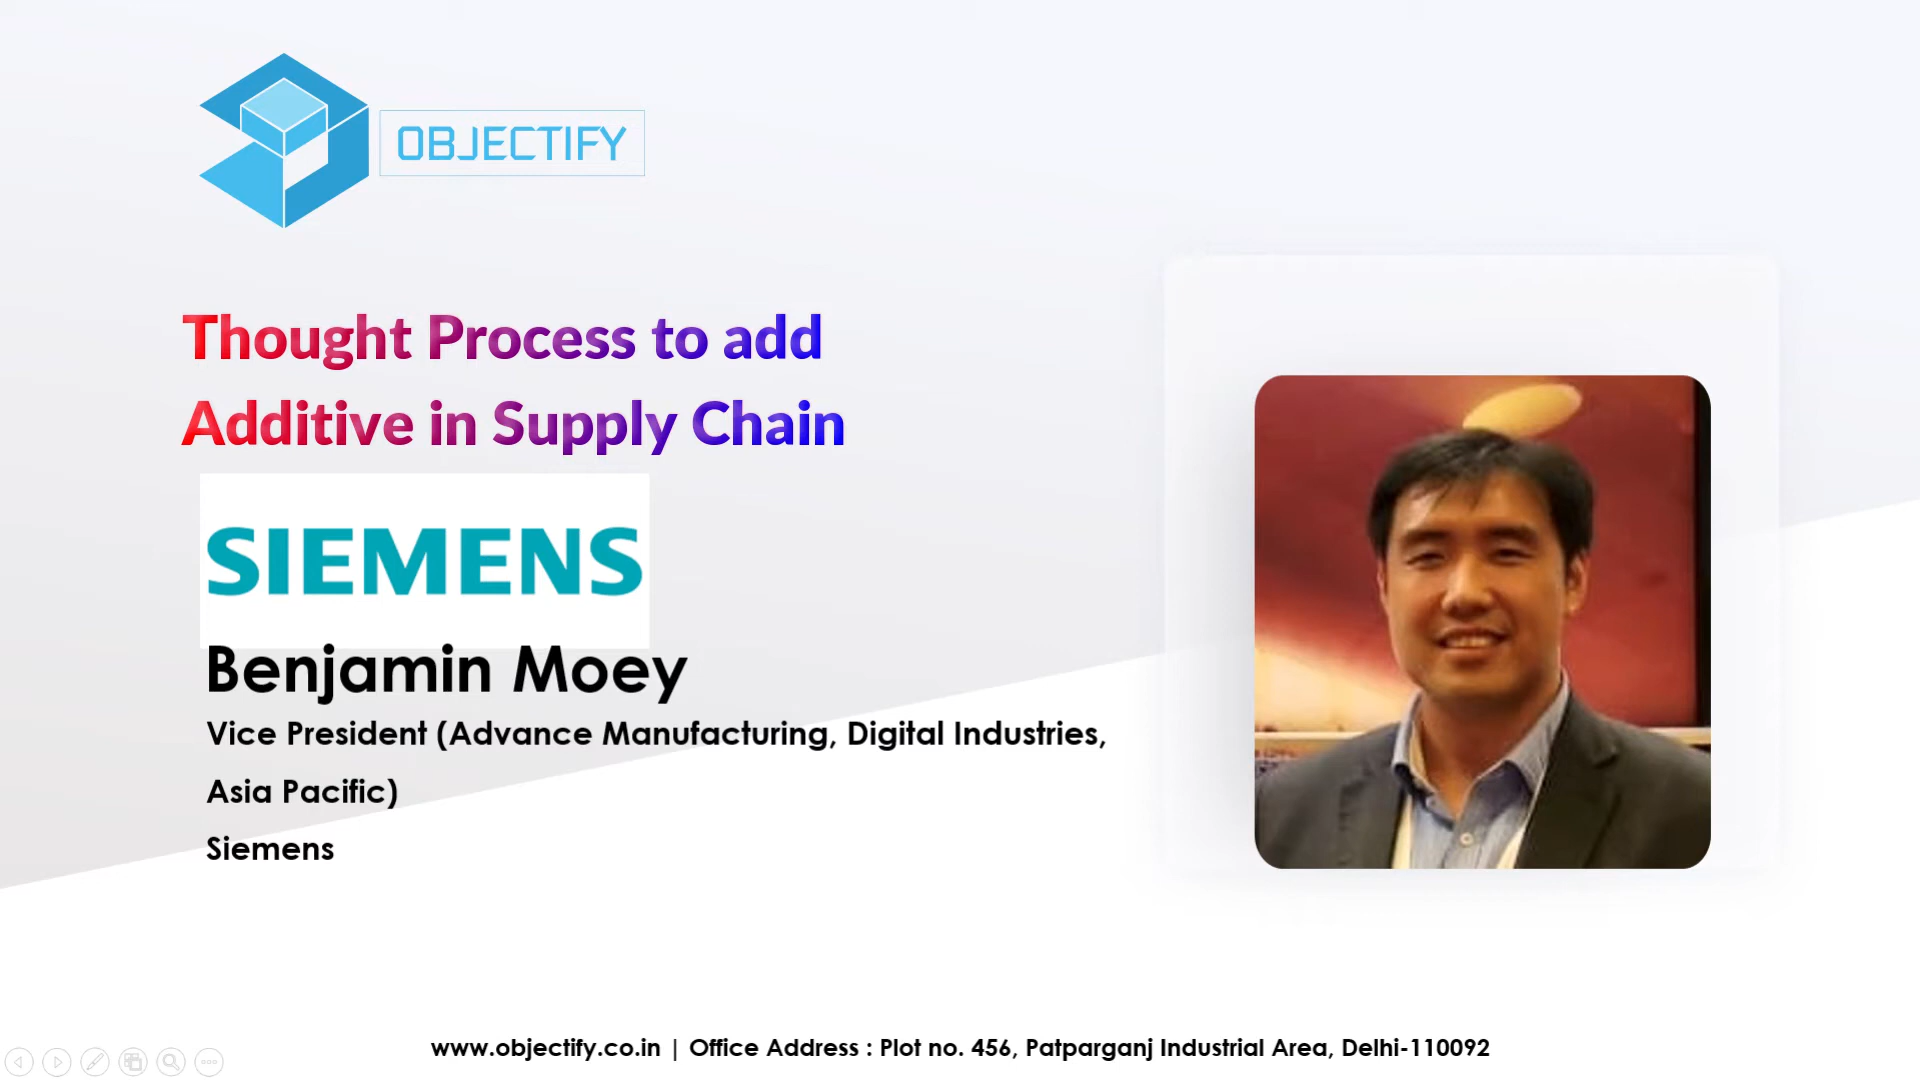 OBJECTIFY
Thought Process to add
Additive in Supply Chain
SIEMENS
Benjamin Moey
Vice President (Advance Manufacturing, Digital Industries,
Asia Pacific)
Siemens
www.objectify.co.in | Office Address : Plot no. 456, Patparganj Industrial Area, Delhi-110092